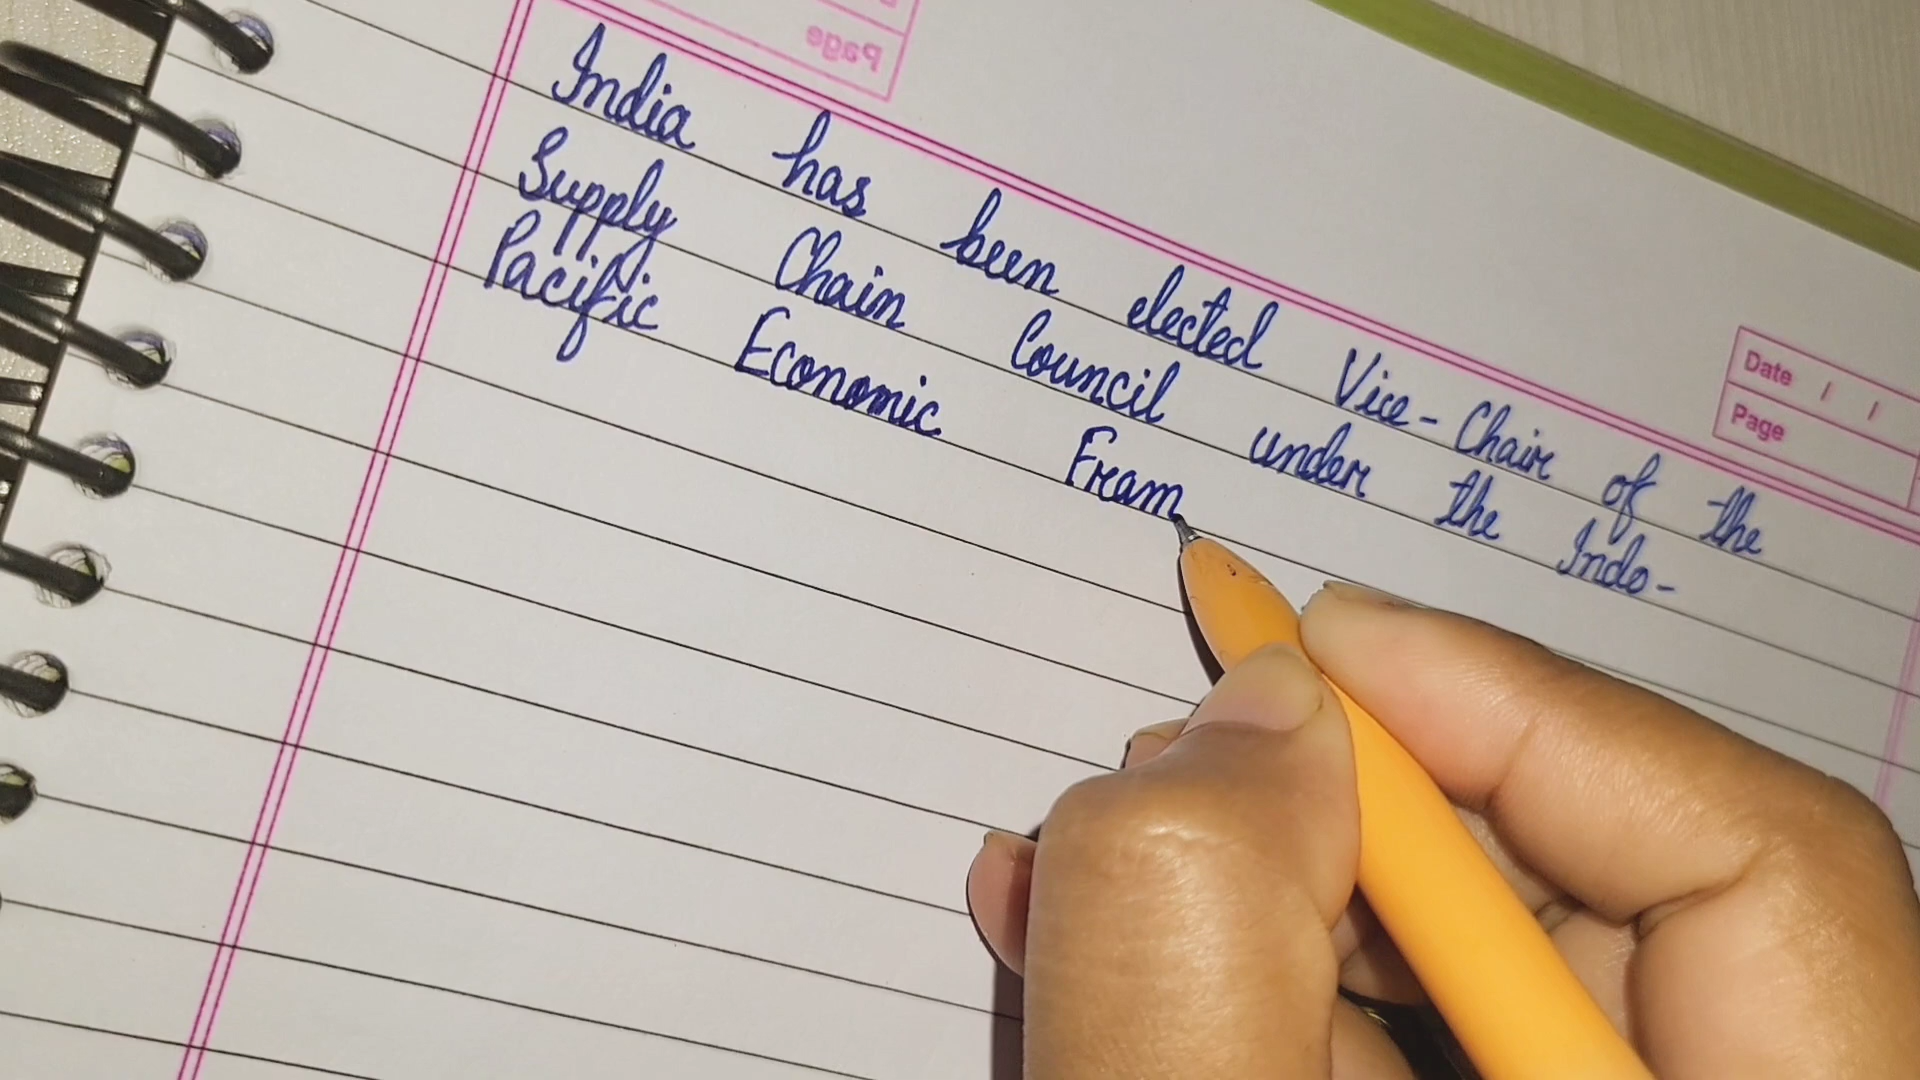 Page
India has been elected Vice-Chair of the
Supply Chain Council under the Indo-
Pacific Economic Fram
Date / /
Page